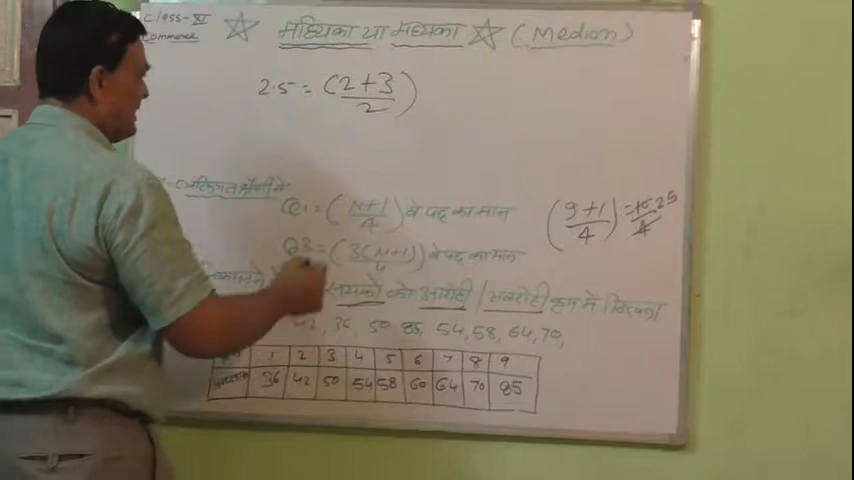 Class-XI
Commerce
मध्यिका या मध्यका (Median)
2.5 = (2+3/2)
व्यक्तिगत श्रेणी में
Q1 = (N+1/4) वे पद का मान (9+1/4) = 10/4 2.5
Q3 = (3(N+1)/4) वे पद का मान
को आरोही / अवरोही क्रम में
42, 36, 50, 85, 54, 58, 64, 70,
1 2 3 4 5 6 7 8 9
36 42 50 54 58 60 64 70 85